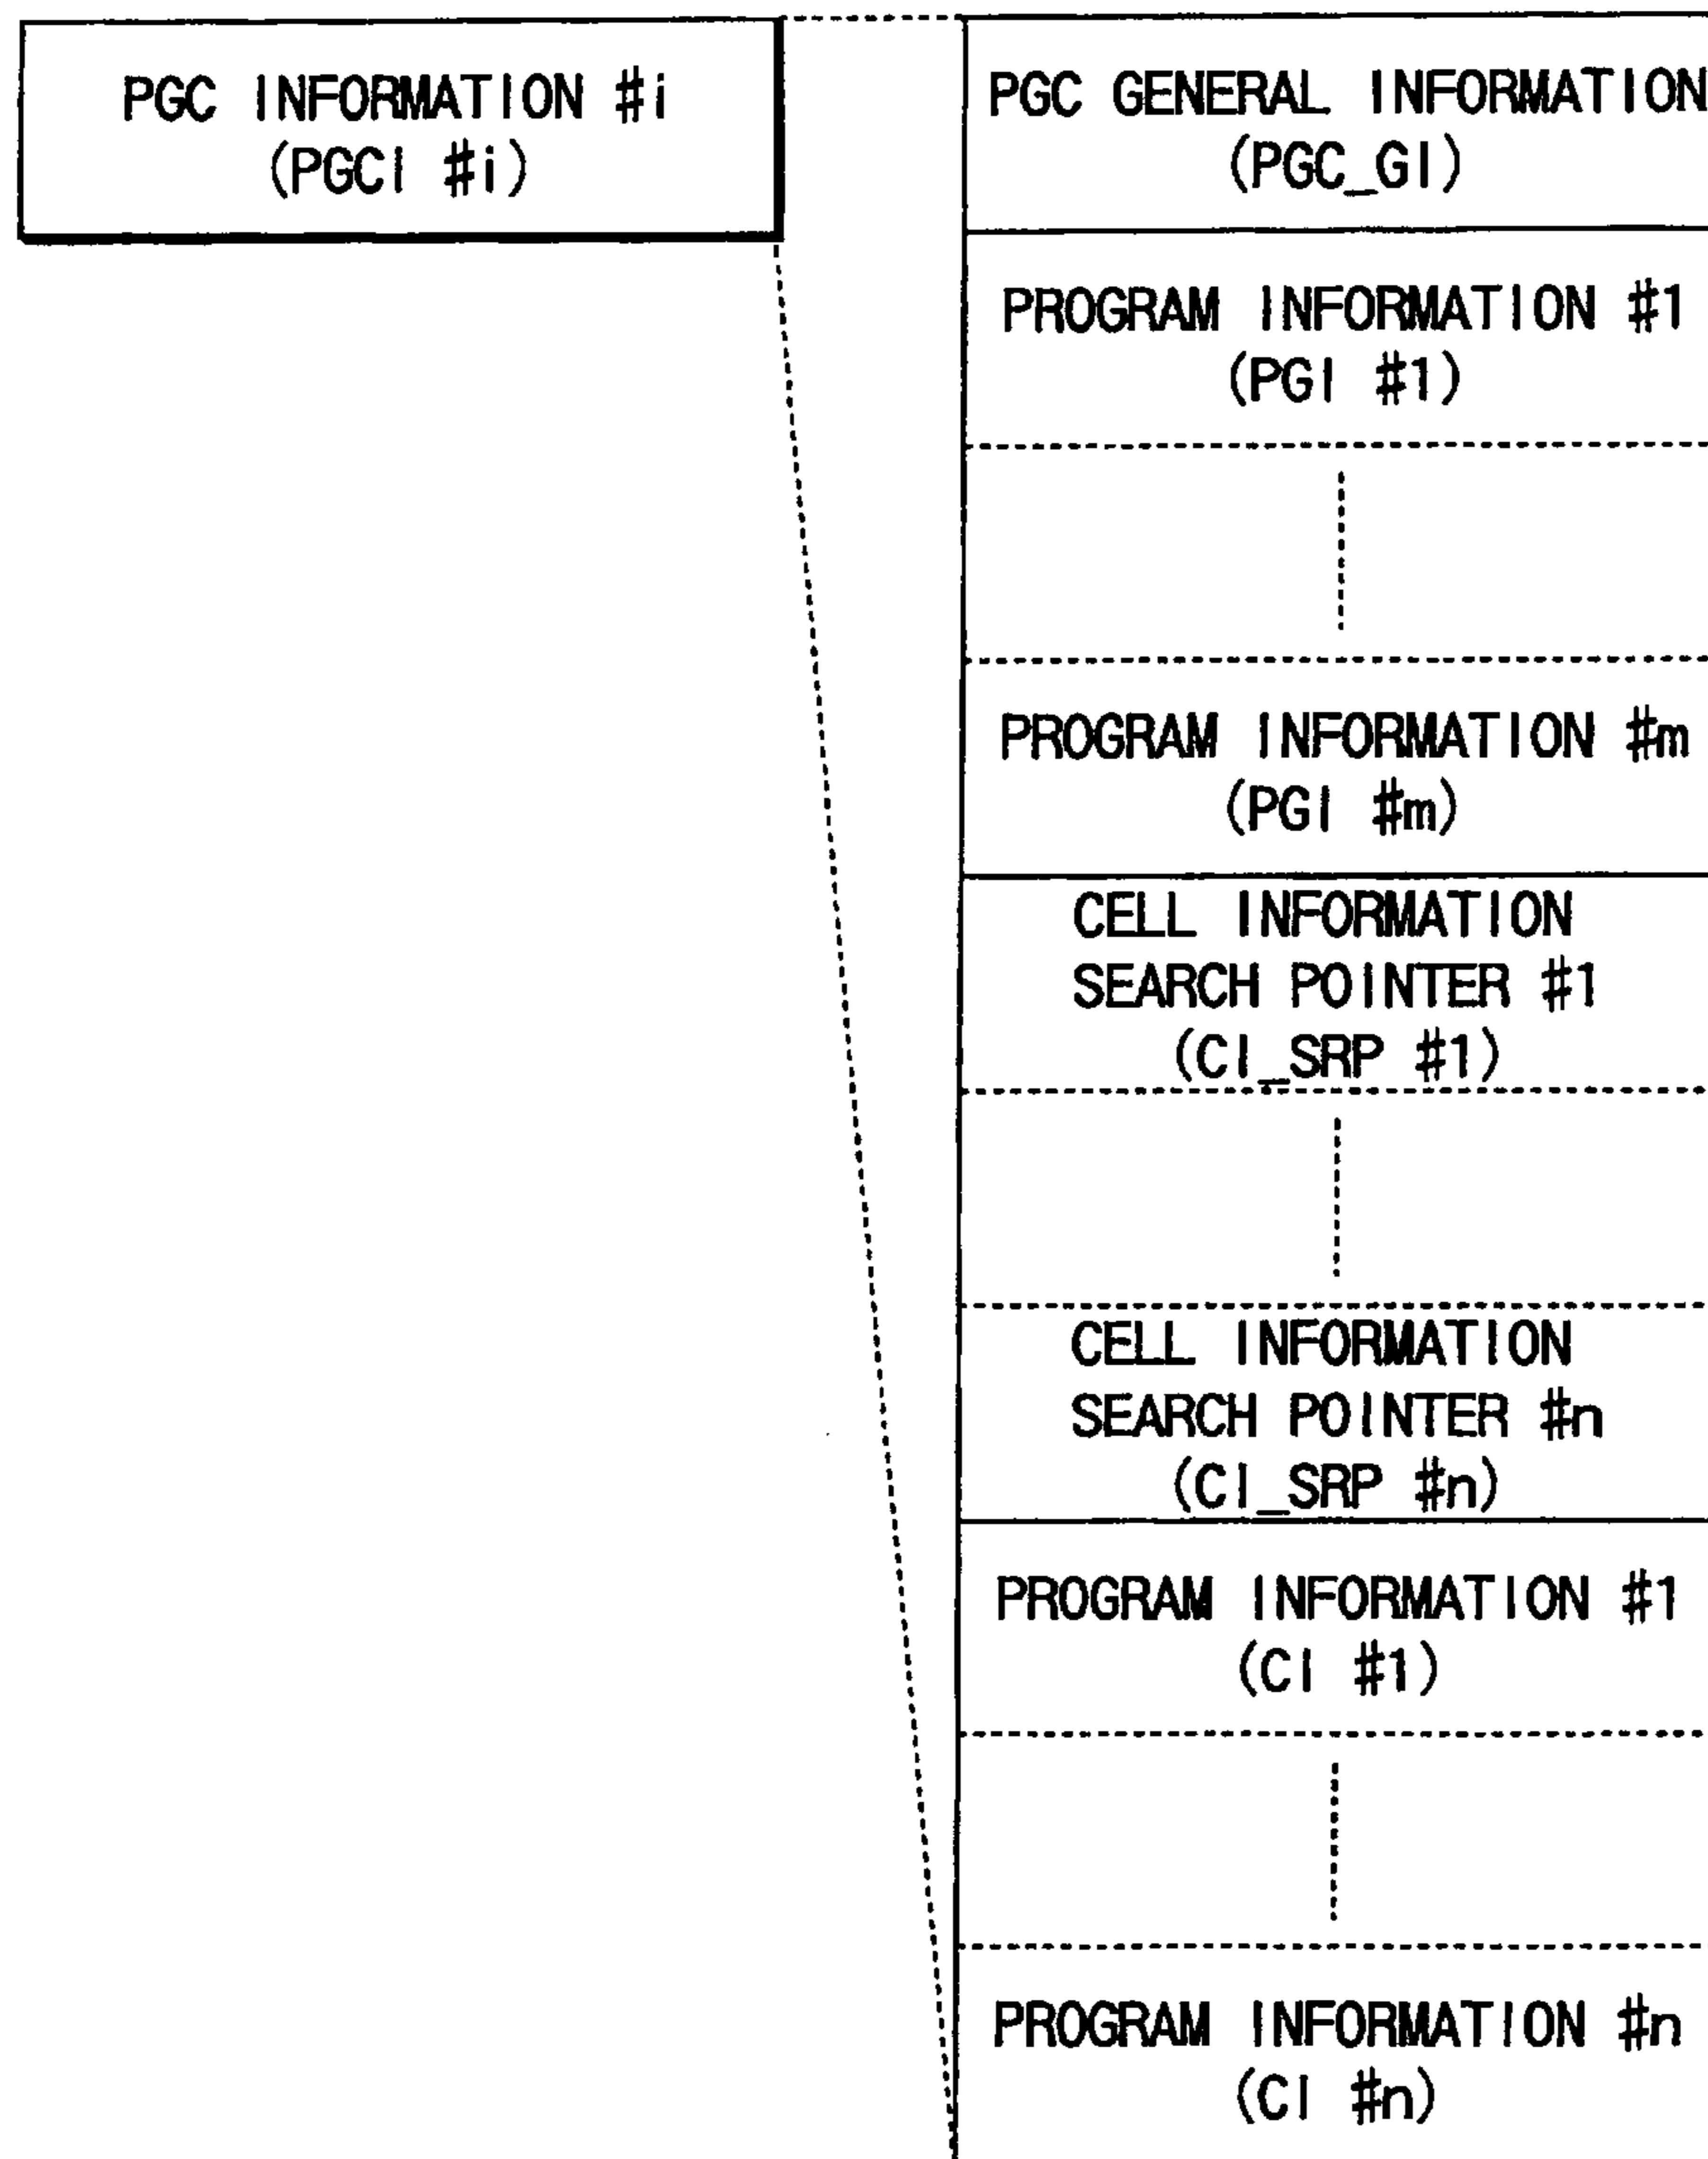 PGC INFORMATION #i
(PGCI #i)
PGC GENERAL INFORMATION
(PGC_GI)
PROGRAM INFORMATION #1
(PGI #1)
PROGRAM INFORMATION #m
(PGI #m)
CELL INFORMATION
SEARCH POINTER #1
(CI_SRP #1)
CELL INFORMATION
SEARCH POINTER #n
(CI_SRP #n)
PROGRAM INFORMATION #1
(CI #1)
PROGRAM INFORMATION #n
(CI #n)